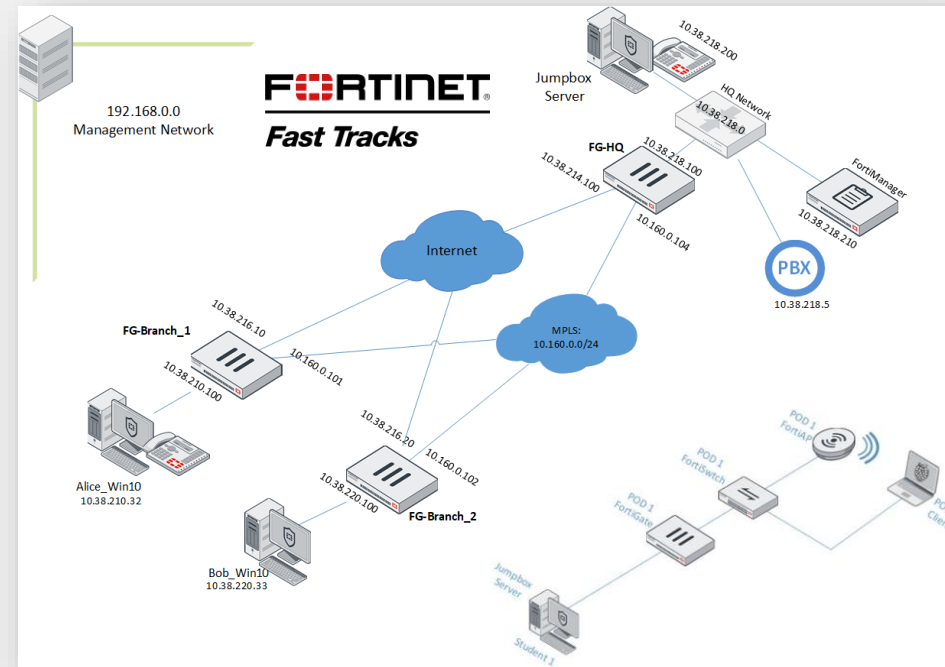 192.168.0.0
Management Network
FORTINET®
Fast Tracks
Jumpbox
Server
10.38.218.200
HQ Network
10.38.218.0
FG-HQ
10.38.218.100
10.38.214.100
10.160.0.104
FortiManager
10.38.218.210
PBX
10.38.218.5
Internet
MPLS:
10.160.0.0/24
FG-Branch_1
10.38.216.10
10.160.0.101
10.38.210.100
Alice_Win10
10.38.210.32
10.38.216.20
10.160.0.102
10.38.220.100
FG-Branch_2
Bob_Win10
10.38.220.33
POD 1
FortiAP
POD 1
FortiSwtch
POD 1
FortiGate
Jumpbox
Server
Student 1